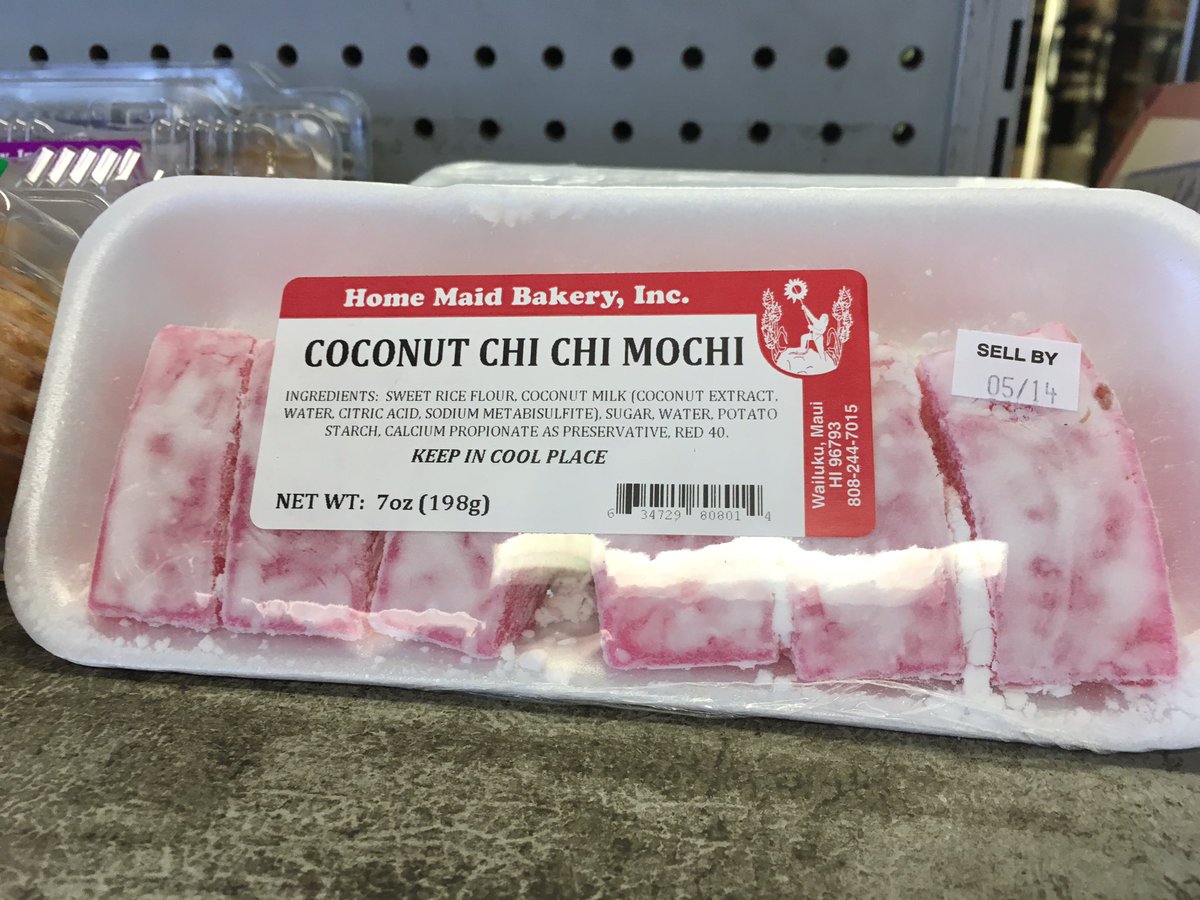 Home Maid Bakery, Inc.
COCONUT CHI CHI MOCHI
INGREDIENTS: SWEET RICE FLOUR, COCONUT MILK (COCONUT EXTRACT,
WATER, CITRIC ACID, SODIUM METABISULFITE), SUGAR, WATER, POTATO
STARCH, CALCIUM PROPIONATE AS PRESERVATIVE, RED 40.
KEEP IN COOL PLACE
NET WT: 7oz (198g)
6 34729 80801 4
Wailuku, Maui
HI 96793
808-244-7015
SELL BY
05/14